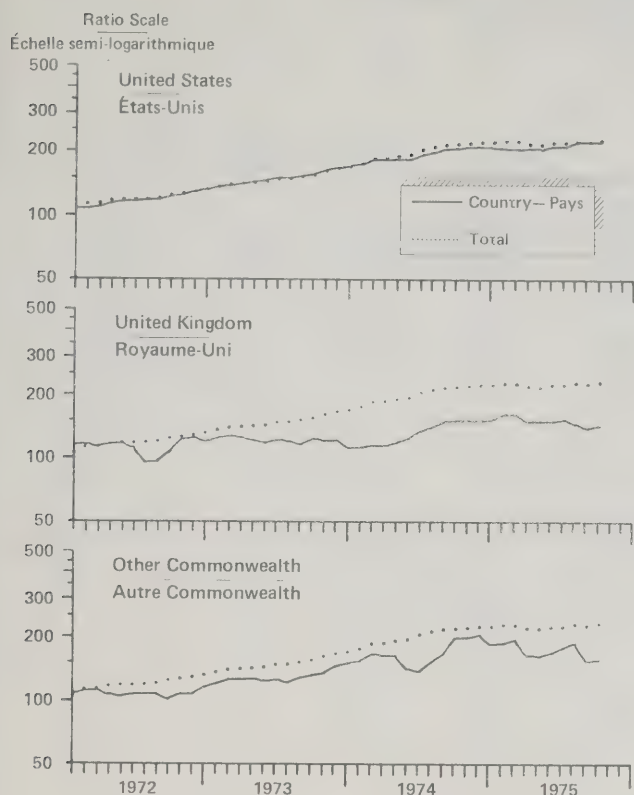 Ratio Scale
Échelle semi-logarithmique
500
300
200
100
50
United States
États-Unis
Country—Pays
Total
500
300
200
100
50
United Kingdom
Royaume-Uni
500
300
200
100
50
Other Commonwealth
Autre Commonwealth
1972 1973 1974 1975